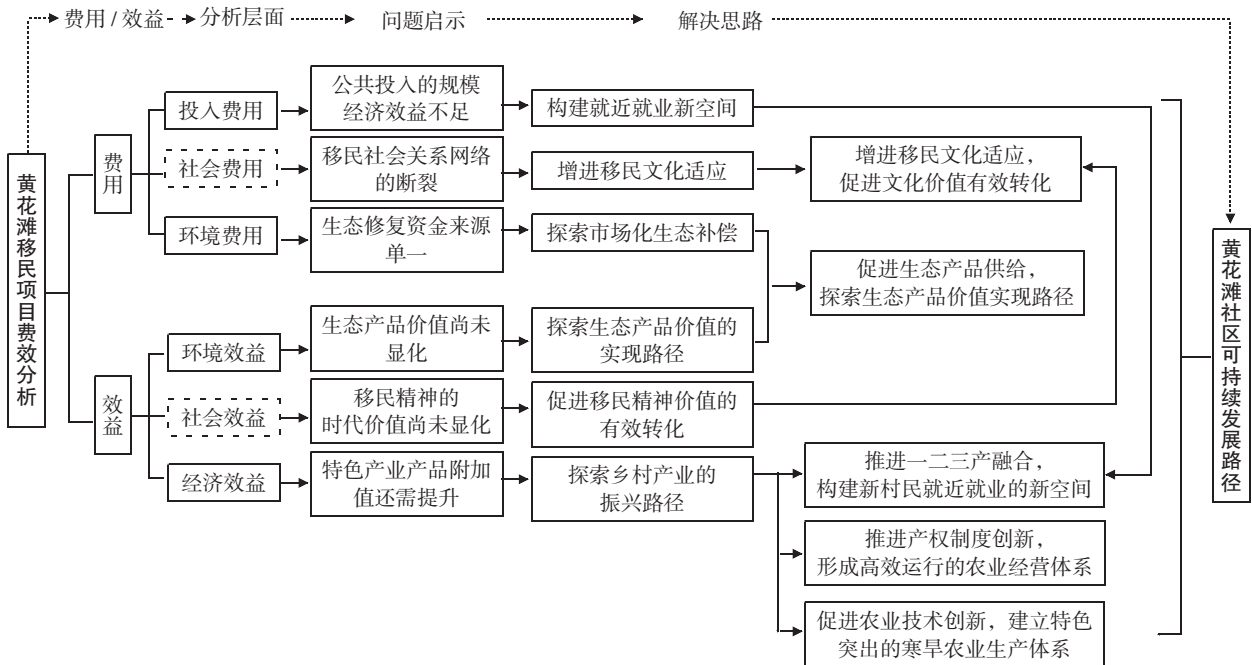 费用 / 效益
分析层面
问题启示
解决思路
黄花滩移民项目费效分析
费用
效益
投入费用
社会费用
环境费用
环境效益
社会效益
经济效益
公共投入的规模
经济效益不足
移民社会关系网络
的断裂
生态修复资金来源
单一
生态产品价值尚未
显化
移民精神的
时代价值尚未显化
特色产业产品附加
值还需提升
构建就近就业新空间
增进移民文化适应
探索市场化生态补偿
探索生态产品价值的
实现路径
促进移民精神价值的
有效转化
探索乡村产业的
振兴路径
增进移民文化适应，
促进文化价值有效转化
促进生态产品供给，
探索生态产品价值实现路径
推进一二三产融合，
构建新村民就近就业的新空间
推进产权制度创新，
形成高效运行的农业经营体系
促进农业技术创新，建立特色
突出的寒旱农业生产体系
黄花滩社区可持续发展路径